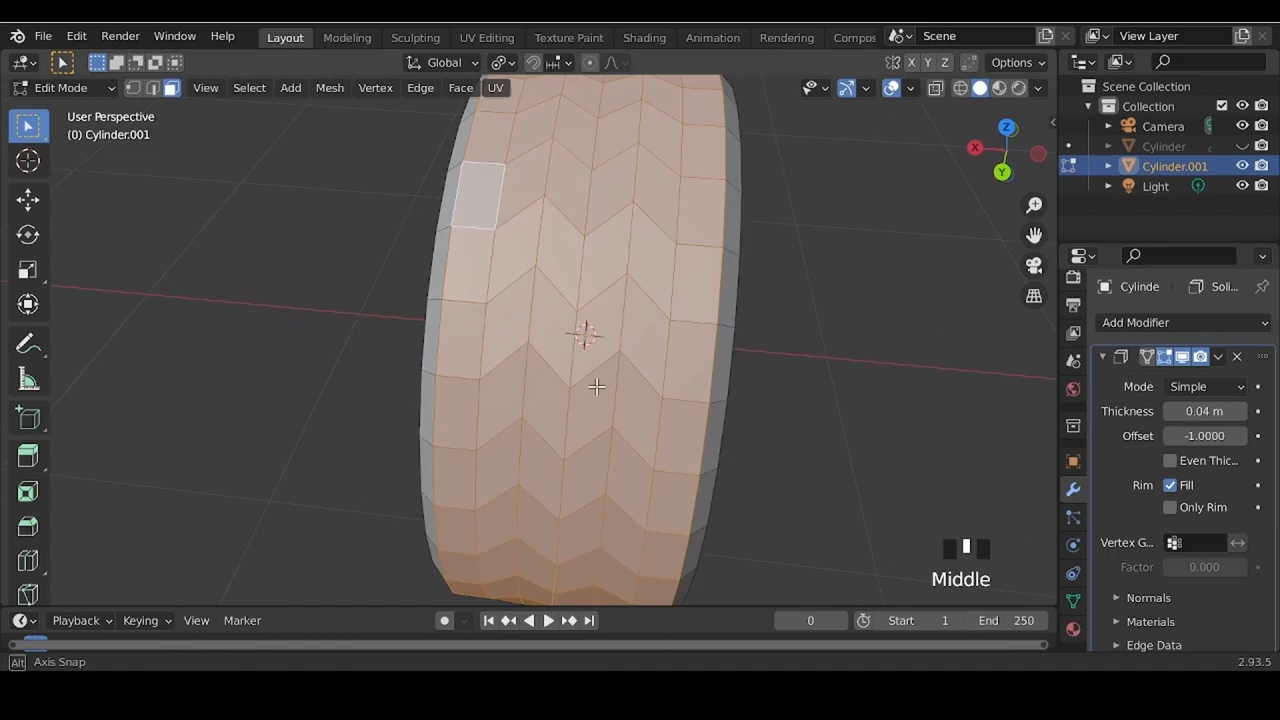 File Edit Render Window Help Layout Modeling Sculpting UV Editing Texture Paint Shading Animation Rendering Compos Scene View Layer
Global Options
X Y Z
Edit Mode View Select Add Mesh Vertex Edge Face UV
User Perspective
(0) Cylinder.001
Z
X
Y
Middle
Scene Collection
Collection
Camera
Cylinder
Cylinder.001
Light
Cylinde Soli...
Add Modifier
Mode Simple
Thickness 0.04 m
Offset -1.0000
Even Thic...
Rim Fill
Only Rim
Vertex G...
Factor 0.000
Normals
Materials
Edge Data
Playback Keying View Marker 0 Start 1 End 250
Alt Axis Snap 2.93.5